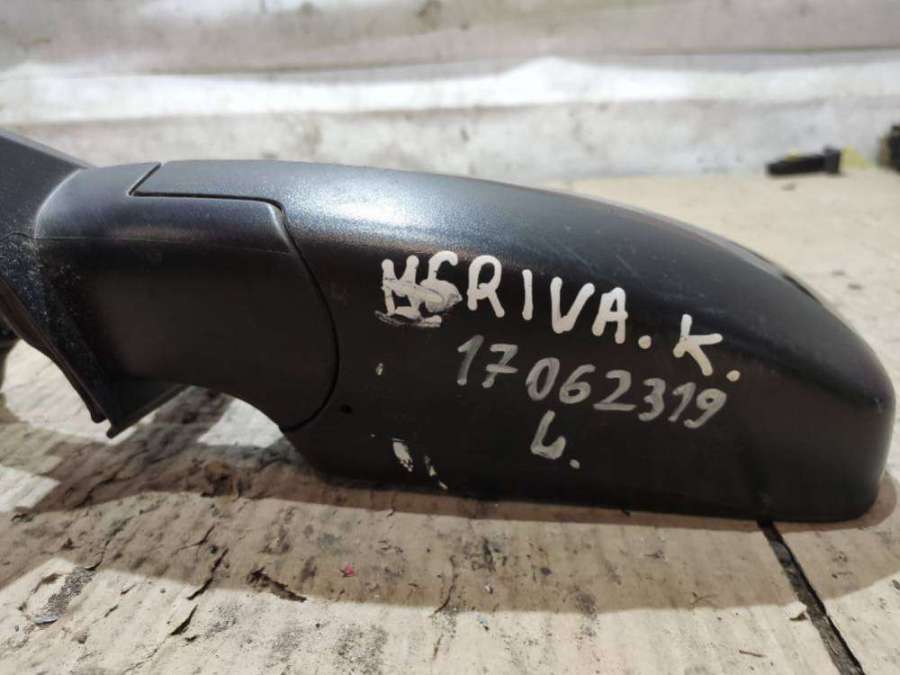 MERIVA. K.
17062319
L.